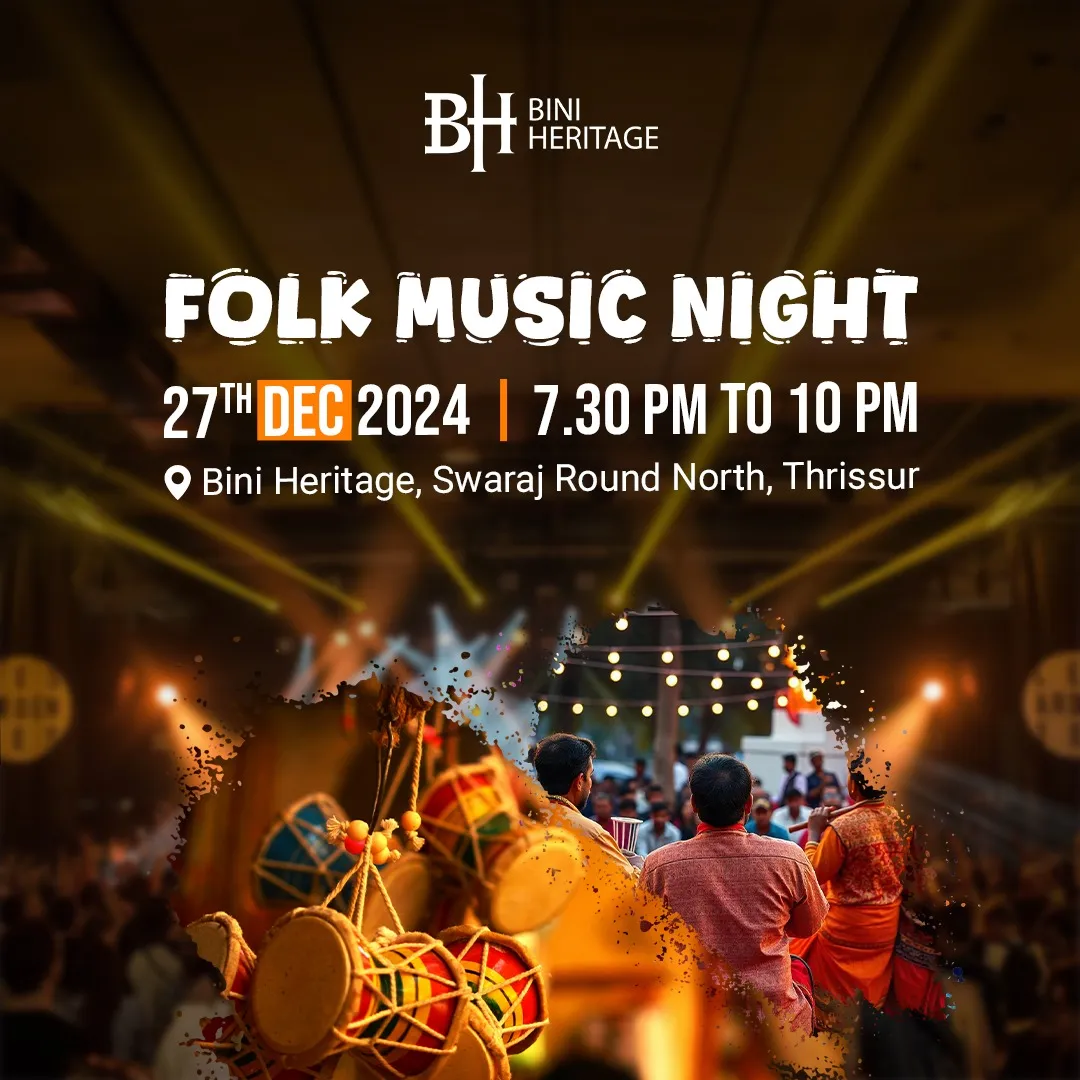 BH BINI
HERITAGE
FOLK MUSIC NIGHT
27TH DEC 2024 | 7.30 PM TO 10 PM
Bini Heritage, Swaraj Round North, Thrissur